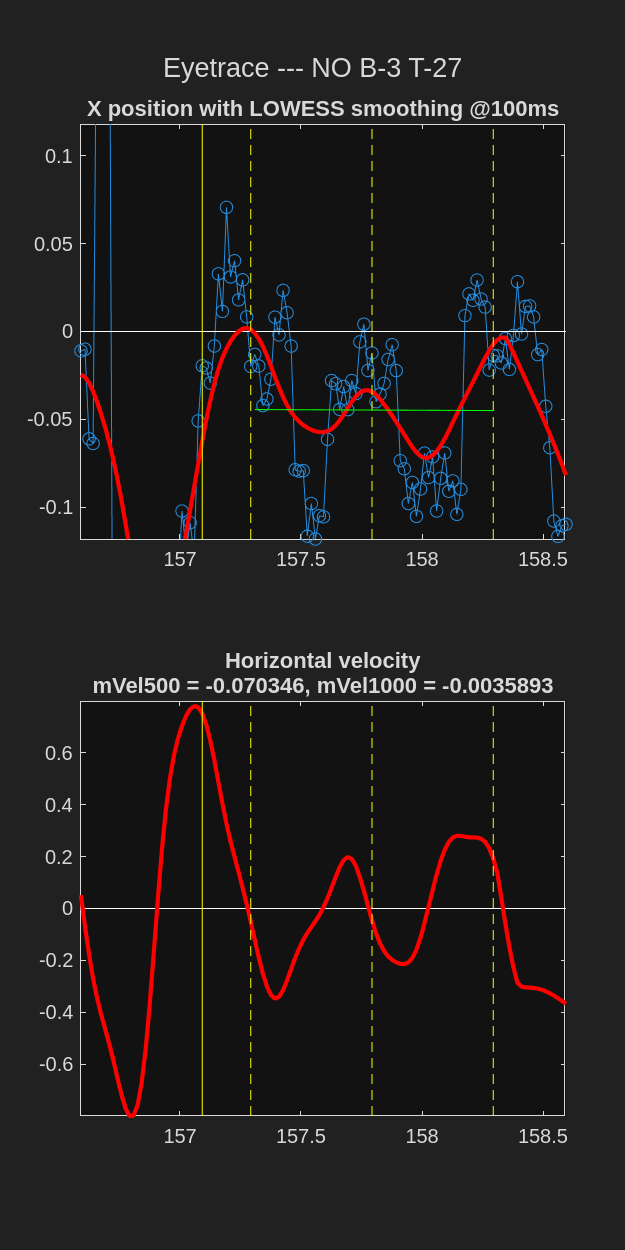 Eyetrace --- NO B-3 T-27
X position with LOWESS smoothing @100ms
0.1
0.05
0
-0.05
-0.1
157 157.5 158 158.5
Horizontal velocity
mVel500 = -0.070346, mVel1000 = -0.0035893
0.6
0.4
0.2
0
-0.2
-0.4
-0.6
157 157.5 158 158.5